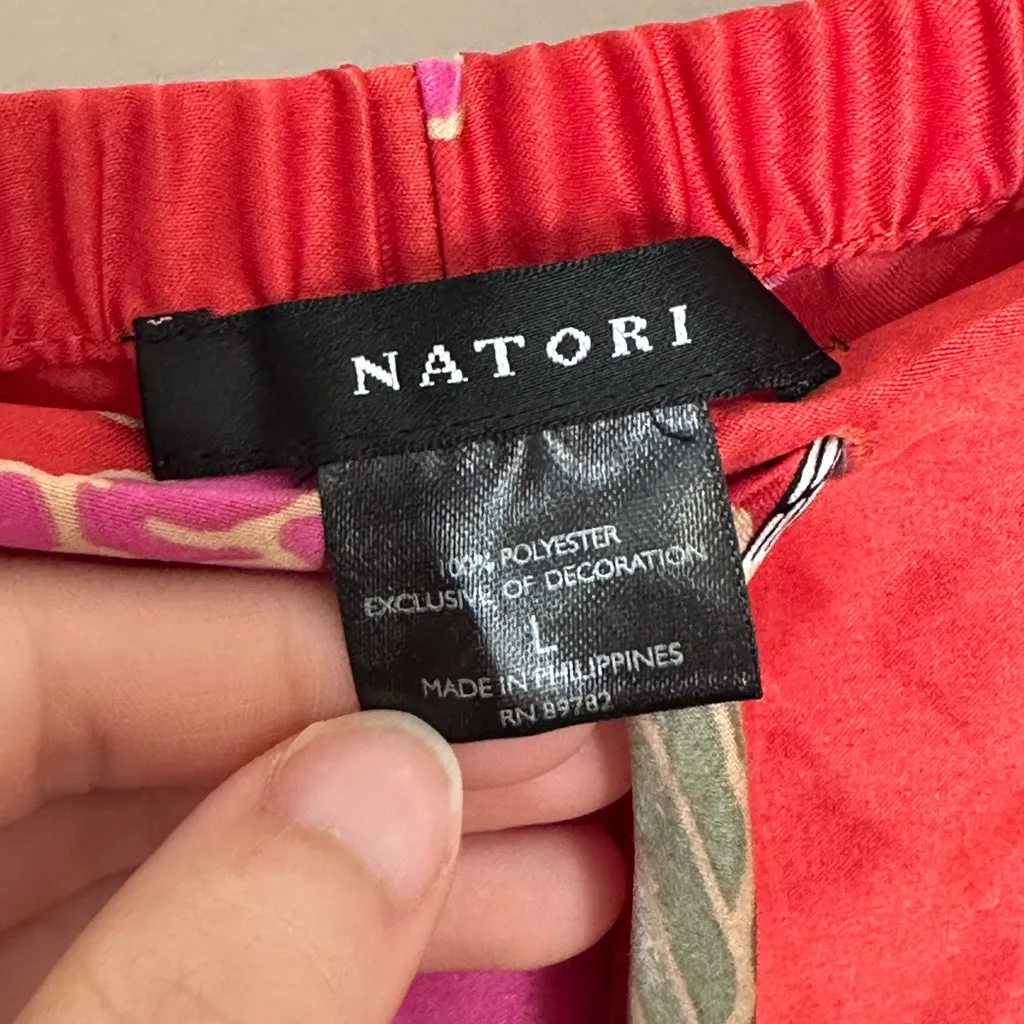 NATORI
100% POLYESTER
EXCLUSIVE OF DECORATION
L
MADE IN PHILIPPINES
RN 89782